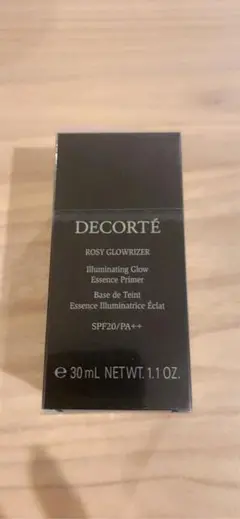 DECORTÉ
ROSY GLOWRIZER
Illuminating Glow
Essence Primer
Base de Teint
Essence Illuminatrice Éclat
SPF20/PA++
℮ 30 mL NET WT. 1.1 OZ.